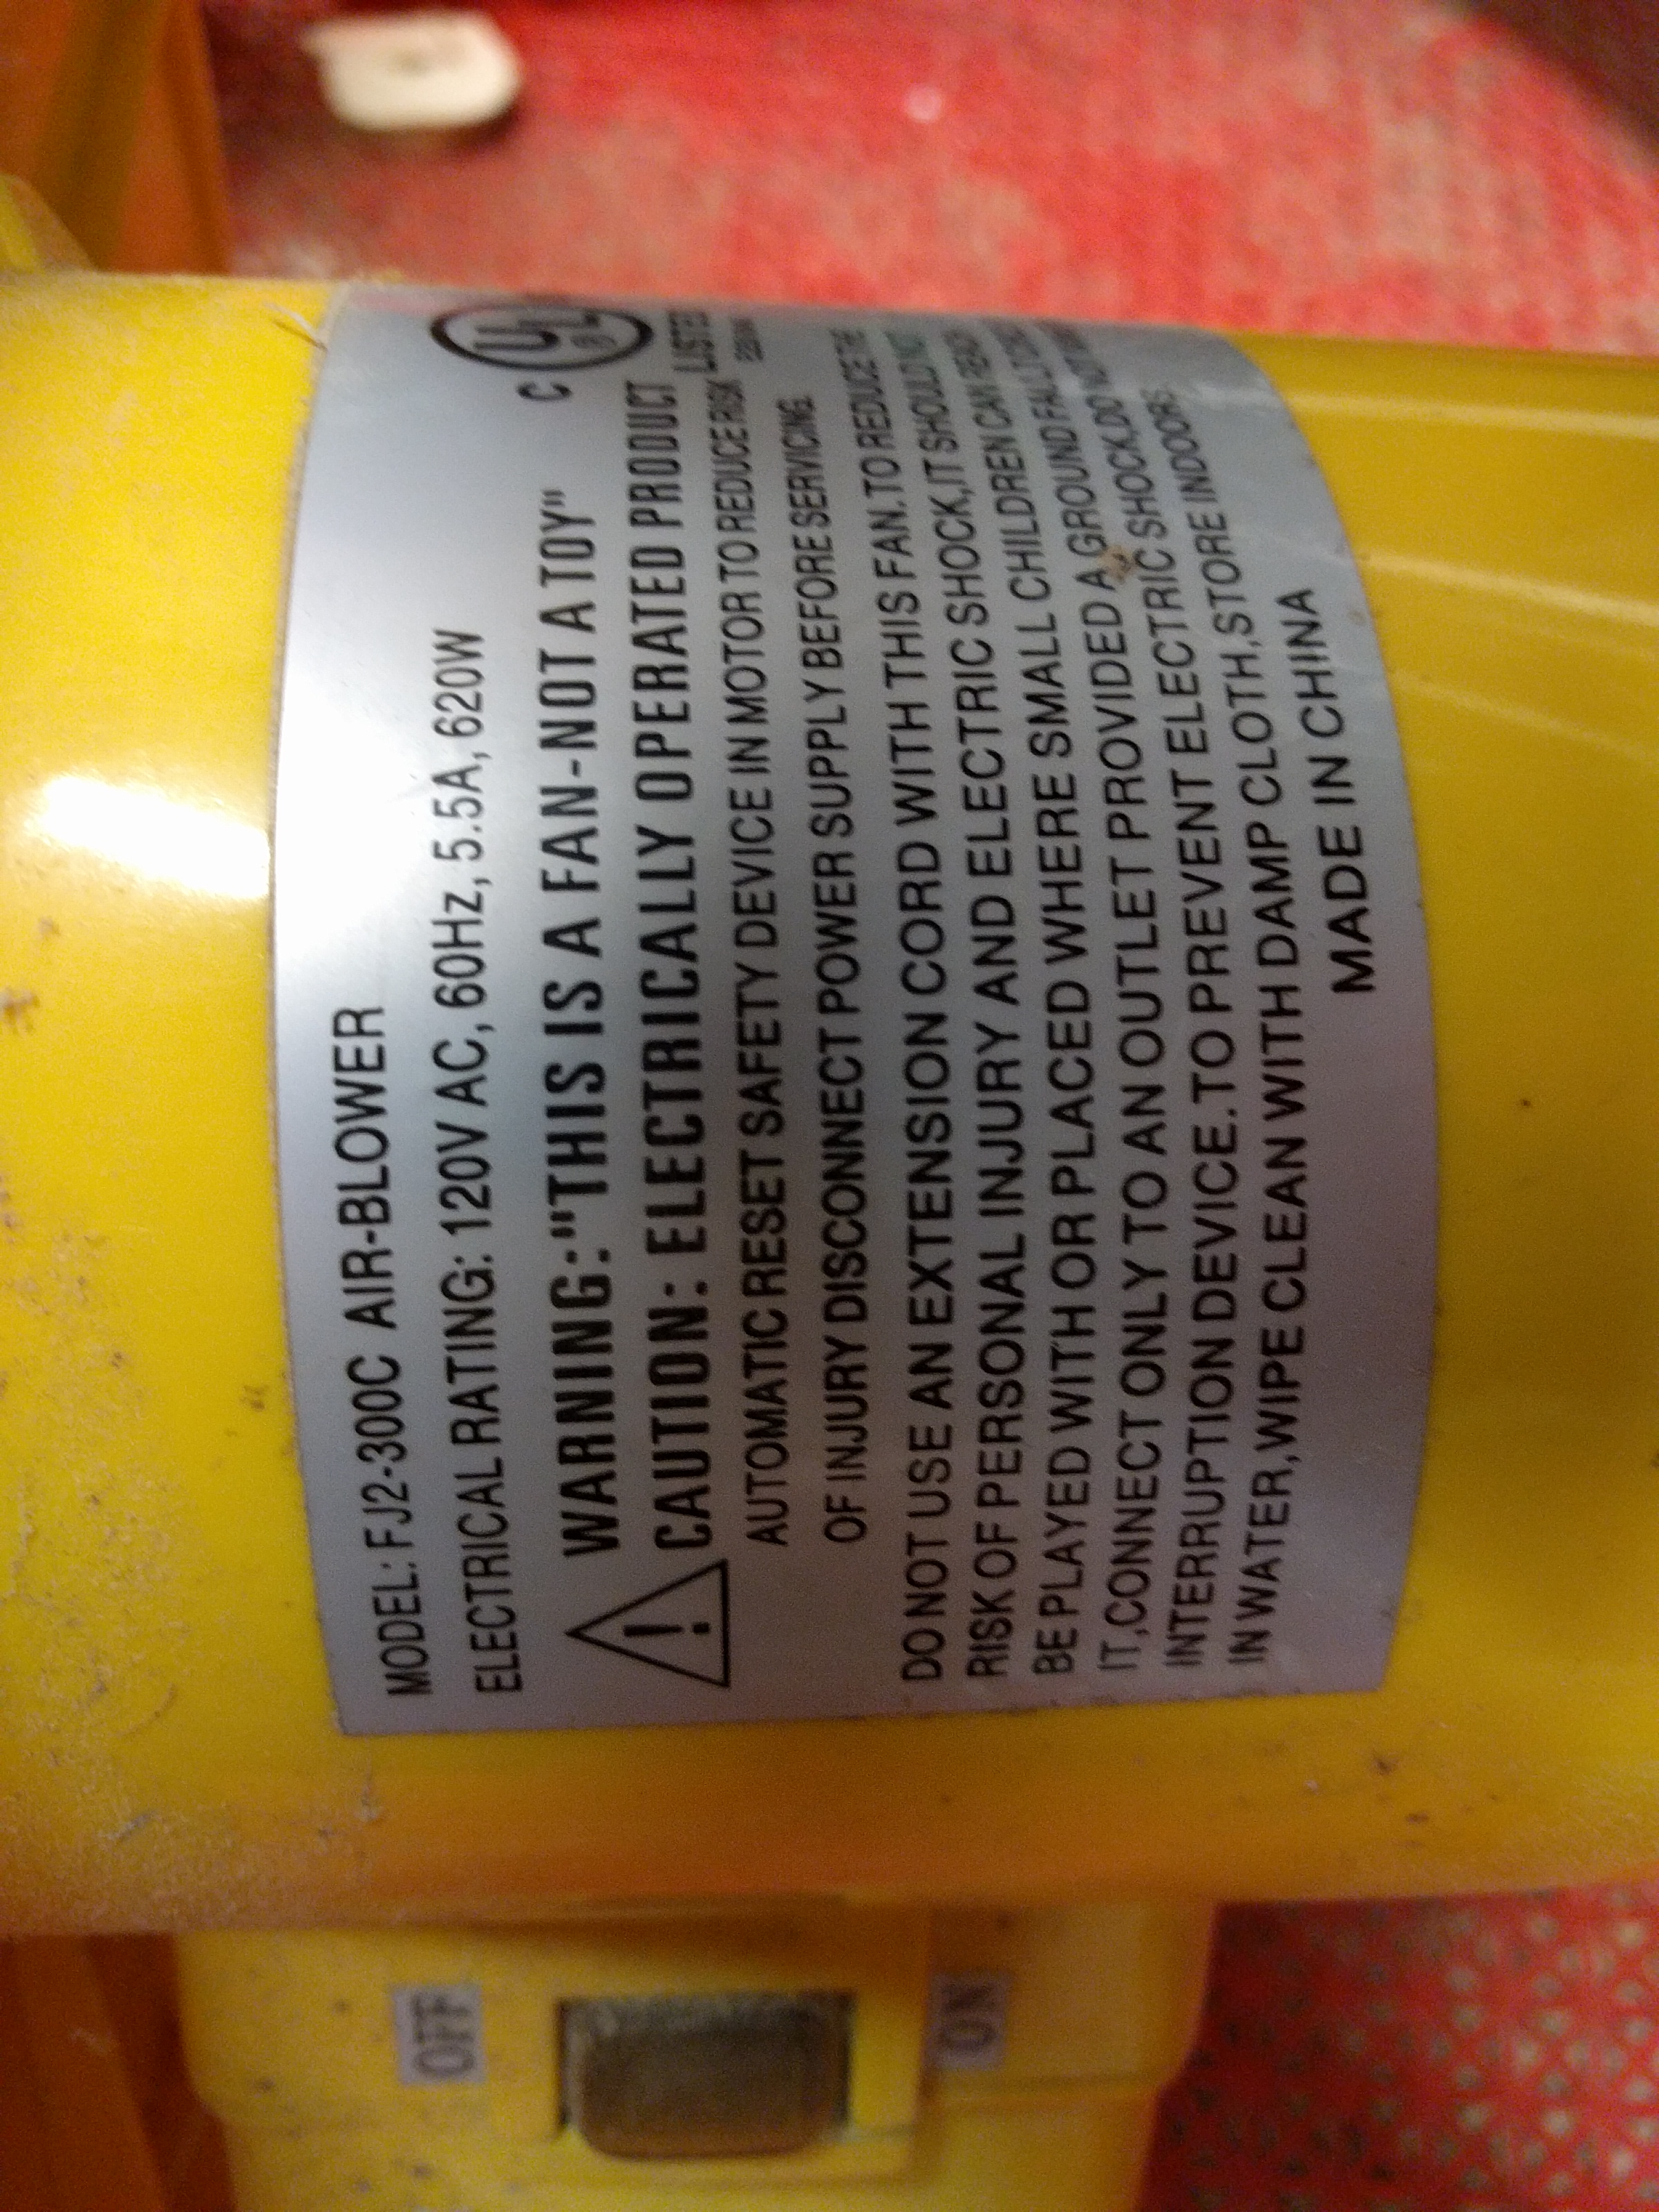 MODEL: FJ2-300C AIR-BLOWER
ELECTRICAL RATING: 120V AC, 60Hz, 5.5A, 620W
C UL ®
LISTED
WARNING:"THIS IS A FAN-NOT A TOY"
CAUTION: ELECTRICALLY OPERATED PRODUCT
AUTOMATIC RESET SAFETY DEVICE IN MOTOR TO REDUCE RISK
OF INJURY DISCONNECT POWER SUPPLY BEFORE SERVICING.
DO NOT USE AN EXTENSION CORD WITH THIS FAN.TO REDUCE THE
RISK OF PERSONAL INJURY AND ELECTRIC SHOCK,IT SHOULD NOT
BE PLAYED WITH OR PLACED WHERE SMALL CHILDREN CAN REACH
IT,CONNECT ONLY TO AN OUTLET PROVIDED A GROUND FAULT
INTERRUPTION DEVICE.TO PREVENT ELECTRIC SHOCK,DO NOT
IN WATER,WIPE CLEAN WITH DAMP CLOTH,STORE INDOORS.
MADE IN CHINA
OFF
ON